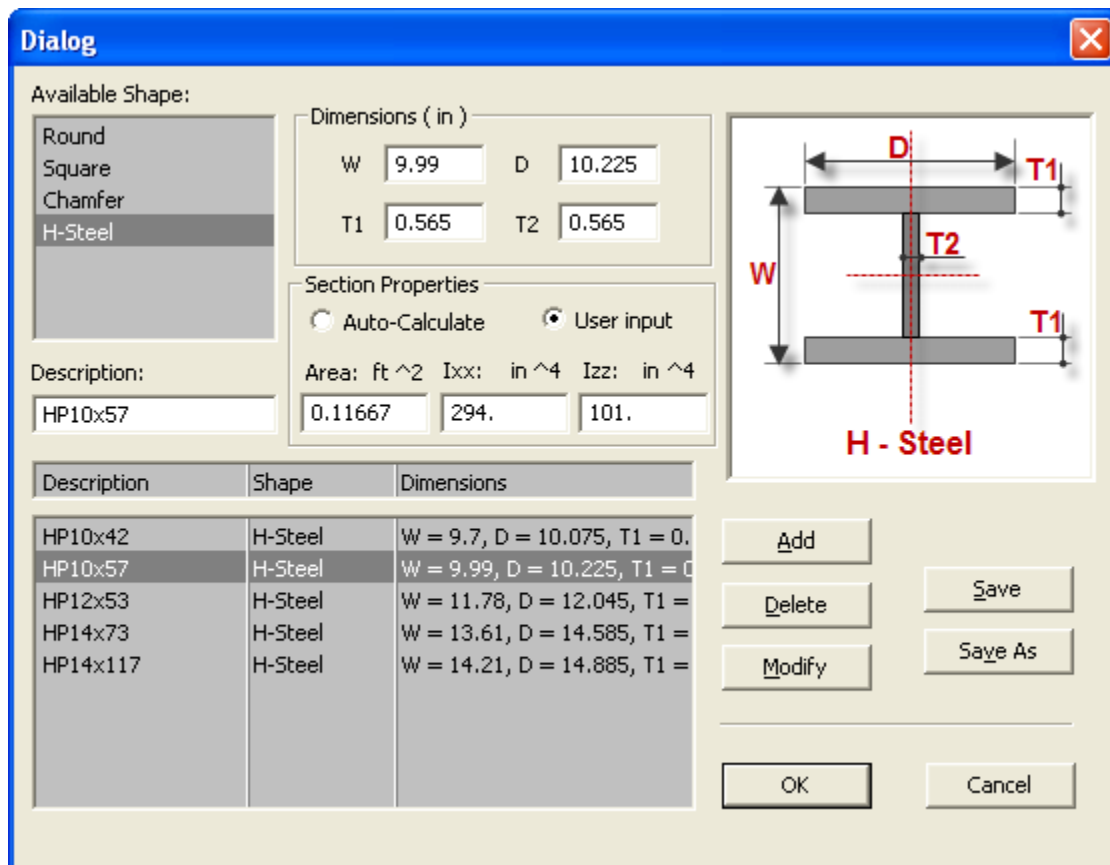 Dialog
Available Shape:
Round
Square
Chamfer
H-Steel
Dimensions ( in )
W 9.99 D 10.225
T1 0.565 T2 0.565
Section Properties
Auto-Calculate User input
Area: ft ^2 Ixx: in ^4 Izz: in ^4
0.11667 294. 101.
Description:
HP10x57
D
T1
T2
W
T1
H - Steel
Description Shape Dimensions
HP10x42 H-Steel W = 9.7, D = 10.075, T1 = 0.
HP10x57 H-Steel W = 9.99, D = 10.225, T1 = 0
HP12x53 H-Steel W = 11.78, D = 12.045, T1 =
HP14x73 H-Steel W = 13.61, D = 14.585, T1 =
HP14x117 H-Steel W = 14.21, D = 14.885, T1 =
Add
Delete
Modify
Save
Save As
OK
Cancel